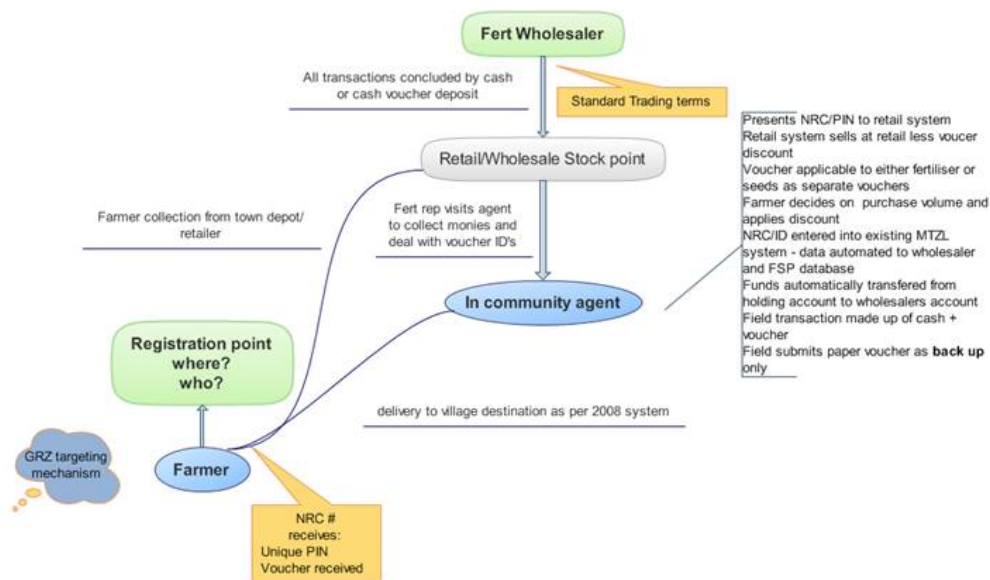 Fert Wholesaler
All transactions concluded by cash
or cash voucher deposit
Standard Trading terms
Retail/Wholesale Stock point
Farmer collection from town depot/
retailer
Fert rep visits agent
to collect monies and
deal with voucher ID's
In community agent
Presents NRC/PIN to retail system
Retail system sells at retail less voucer
discount
Voucher applicable to either fertiliser or
seeds as separate vouchers
Farmer decides on purchase volume and
applies discount
NRC/ID entered into existing MTZL
system - data automated to wholesaler
and FSP database
Funds automatically transfered from
holding account to wholesalers account
Field transaction made up of cash +
voucher
Field submits paper voucher as back up
only
Registration point
where?
who?
delivery to village destination as per 2008 system
GRZ targeting
mechanism
Farmer
NRC #
receives:
Unique PIN
Voucher received